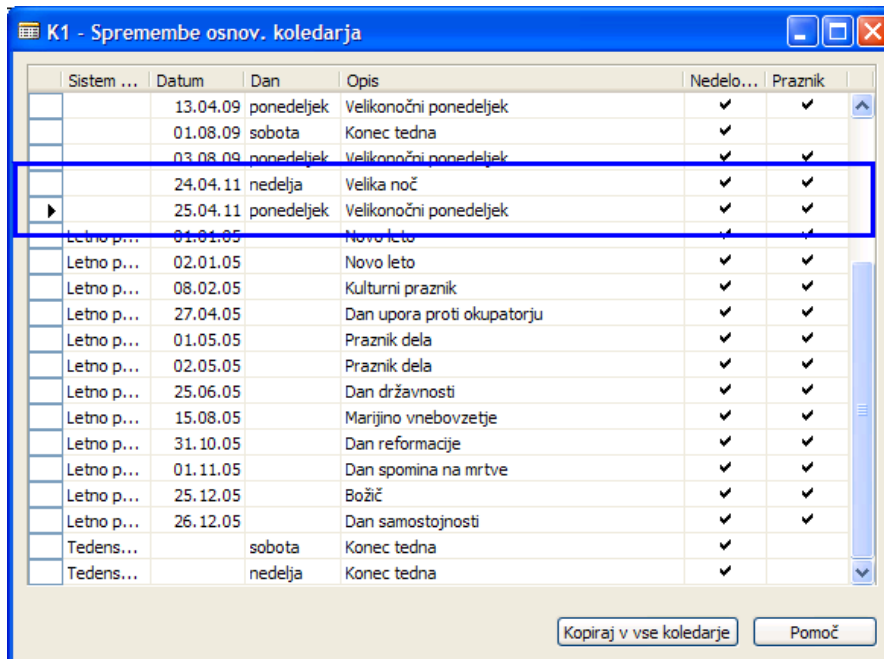 K1 - Spremembe osnov. koledarja
Sistem ... Datum Dan Opis Nedelo... Praznik
13.04.09 ponedeljek Velikonočni ponedeljek
01.08.09 sobota Konec tedna
03.08.09 ponedeljek Velikonočni ponedeljek
24.04.11 nedelja Velika noč
25.04.11 ponedeljek Velikonočni ponedeljek
Letno p... 01.01.05 Novo leto
Letno p... 02.01.05 Novo leto
Letno p... 08.02.05 Kulturni praznik
Letno p... 27.04.05 Dan upora proti okupatorju
Letno p... 01.05.05 Praznik dela
Letno p... 02.05.05 Praznik dela
Letno p... 25.06.05 Dan državnosti
Letno p... 15.08.05 Marijino vnebovzetje
Letno p... 31.10.05 Dan reformacije
Letno p... 01.11.05 Dan spomina na mrtve
Letno p... 25.12.05 Božič
Letno p... 26.12.05 Dan samostojnosti
Tedens... sobota Konec tedna
Tedens... nedelja Konec tedna
Kopiraj v vse koledarje Pomoč